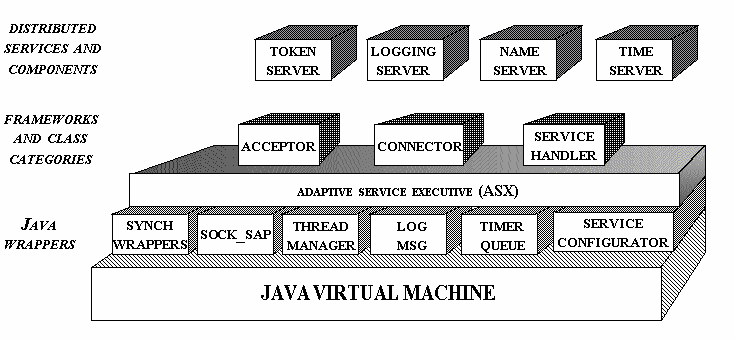 DISTRIBUTED
SERVICES AND
COMPONENTS
TOKEN
SERVER
LOGGING
SERVER
NAME
SERVER
TIME
SERVER
FRAMEWORKS
AND CLASS
CATEGORIES
ACCEPTOR
CONNECTOR
SERVICE
HANDLER
ADAPTIVE SERVICE EXECUTIVE (ASX)
JAVA
WRAPPERS
SYNCH
WRAPPERS
SOCK_SAP
THREAD
MANAGER
LOG
MSG
TIMER
QUEUE
SERVICE
CONFIGURATOR
JAVA VIRTUAL MACHINE